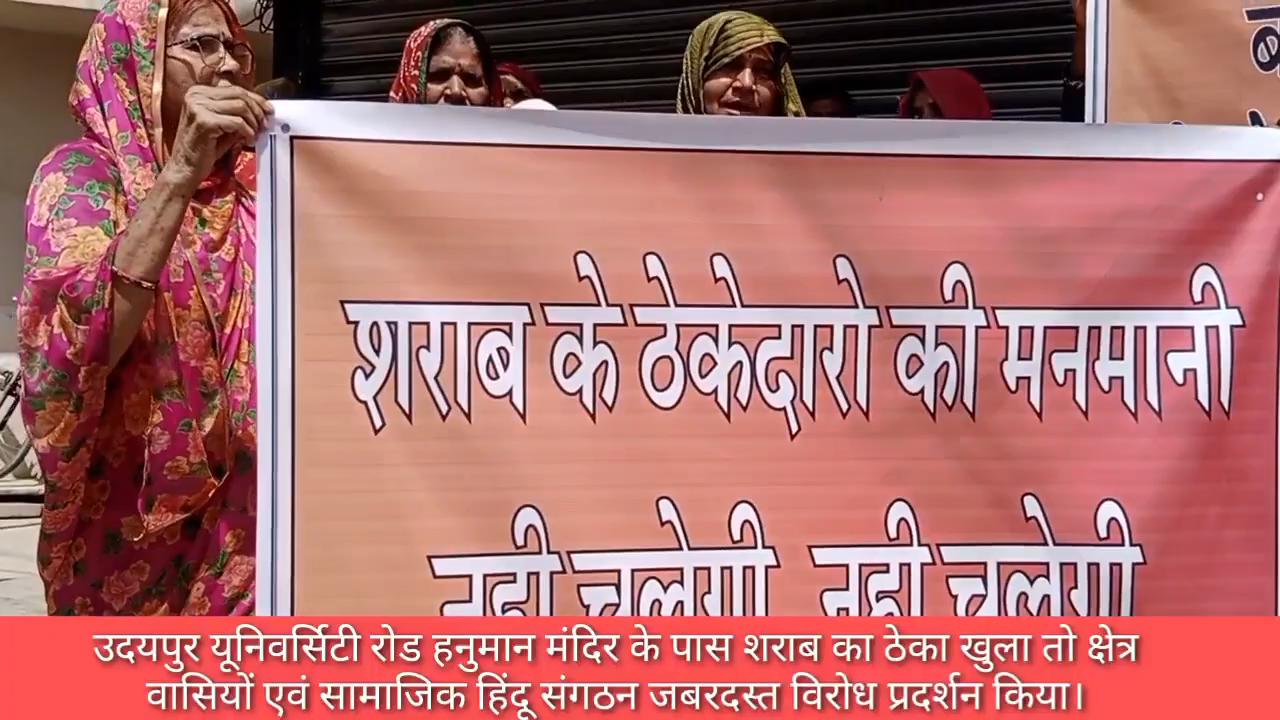 शराब के ठेकेदारो की मनमानी
नही चलेगी नही चलेगी
उदयपुर यूनिवर्सिटी रोड हनुमान मंदिर के पास शराब का ठेका खुला तो क्षेत्र
वासियों एवं सामाजिक हिंदू संगठन जबरदस्त विरोध प्रदर्शन किया।